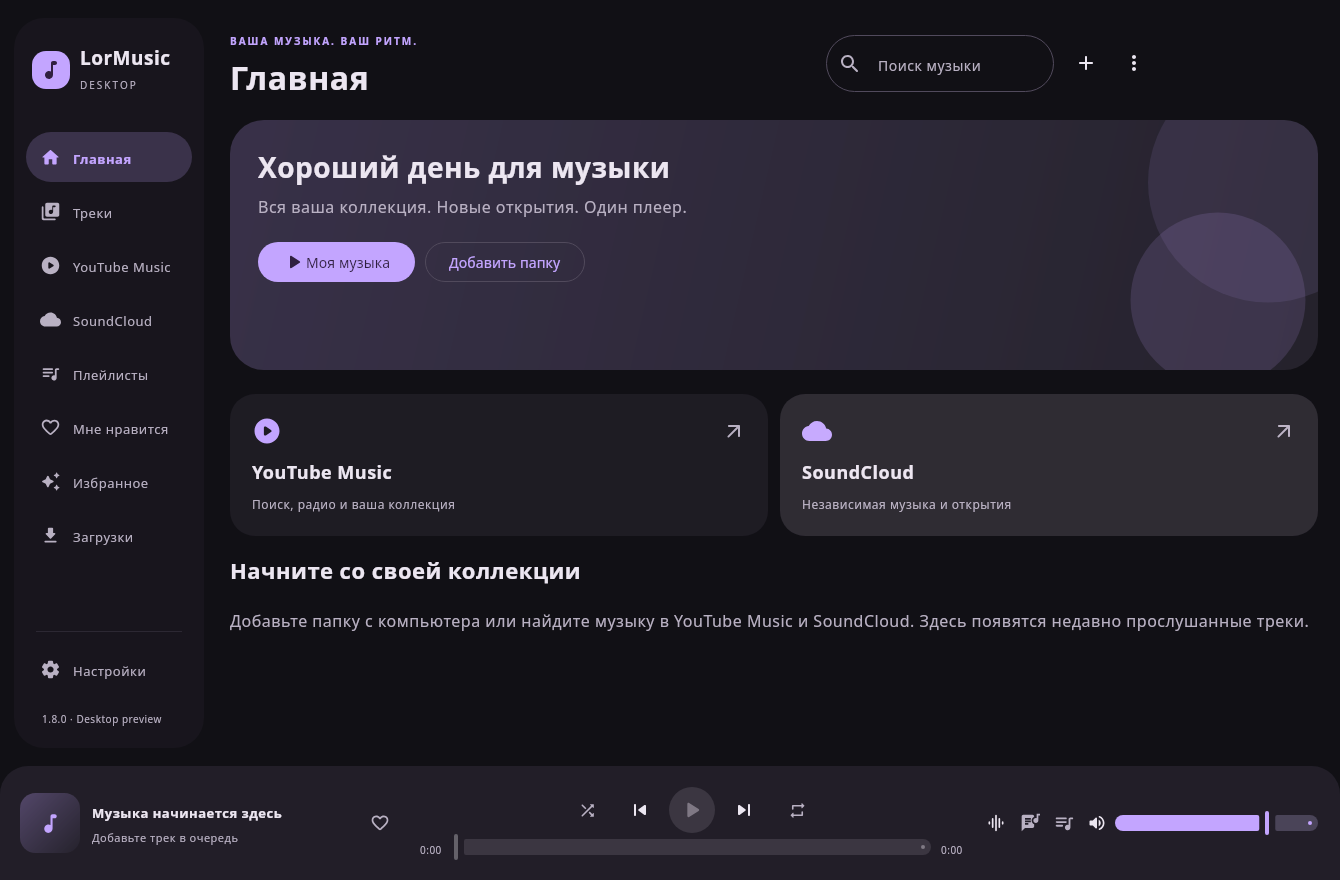 LorMusic
DESKTOP
Главная
Треки
YouTube Music
SoundCloud
Плейлисты
Мне нравится
Избранное
Загрузки
Настройки
1.8.0 · Desktop preview
ВАША МУЗЫКА. ВАШ РИТМ.
Главная
Поиск музыки
Хороший день для музыки
Вся ваша коллекция. Новые открытия. Один плеер.
Моя музыка
Добавить папку
YouTube Music
Поиск, радио и ваша коллекция
SoundCloud
Независимая музыка и открытия
Начните со своей коллекции
Добавьте папку с компьютера или найдите музыку в YouTube Music и SoundCloud. Здесь появятся недавно прослушанные треки.
Музыка начинается здесь
Добавьте трек в очередь
0:00
0:00